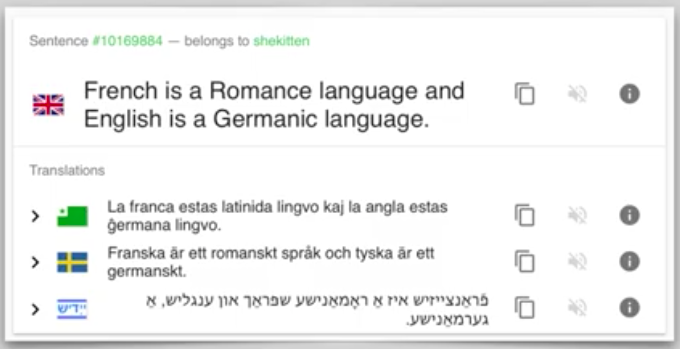 Sentence #10169884 — belongs to shekitten
French is a Romance language and
English is a Germanic language.
Translations
La franca estas latinida lingvo kaj la angla estas
ĝermana lingvo.
Franska är ett romanskt språk och tyska är ett
germanskt.
פֿראַנצייזיש איז אַ ראָמאַנישע שפּראַך און ענגליש, אַ
גערמאַנישע.
ייִדיש